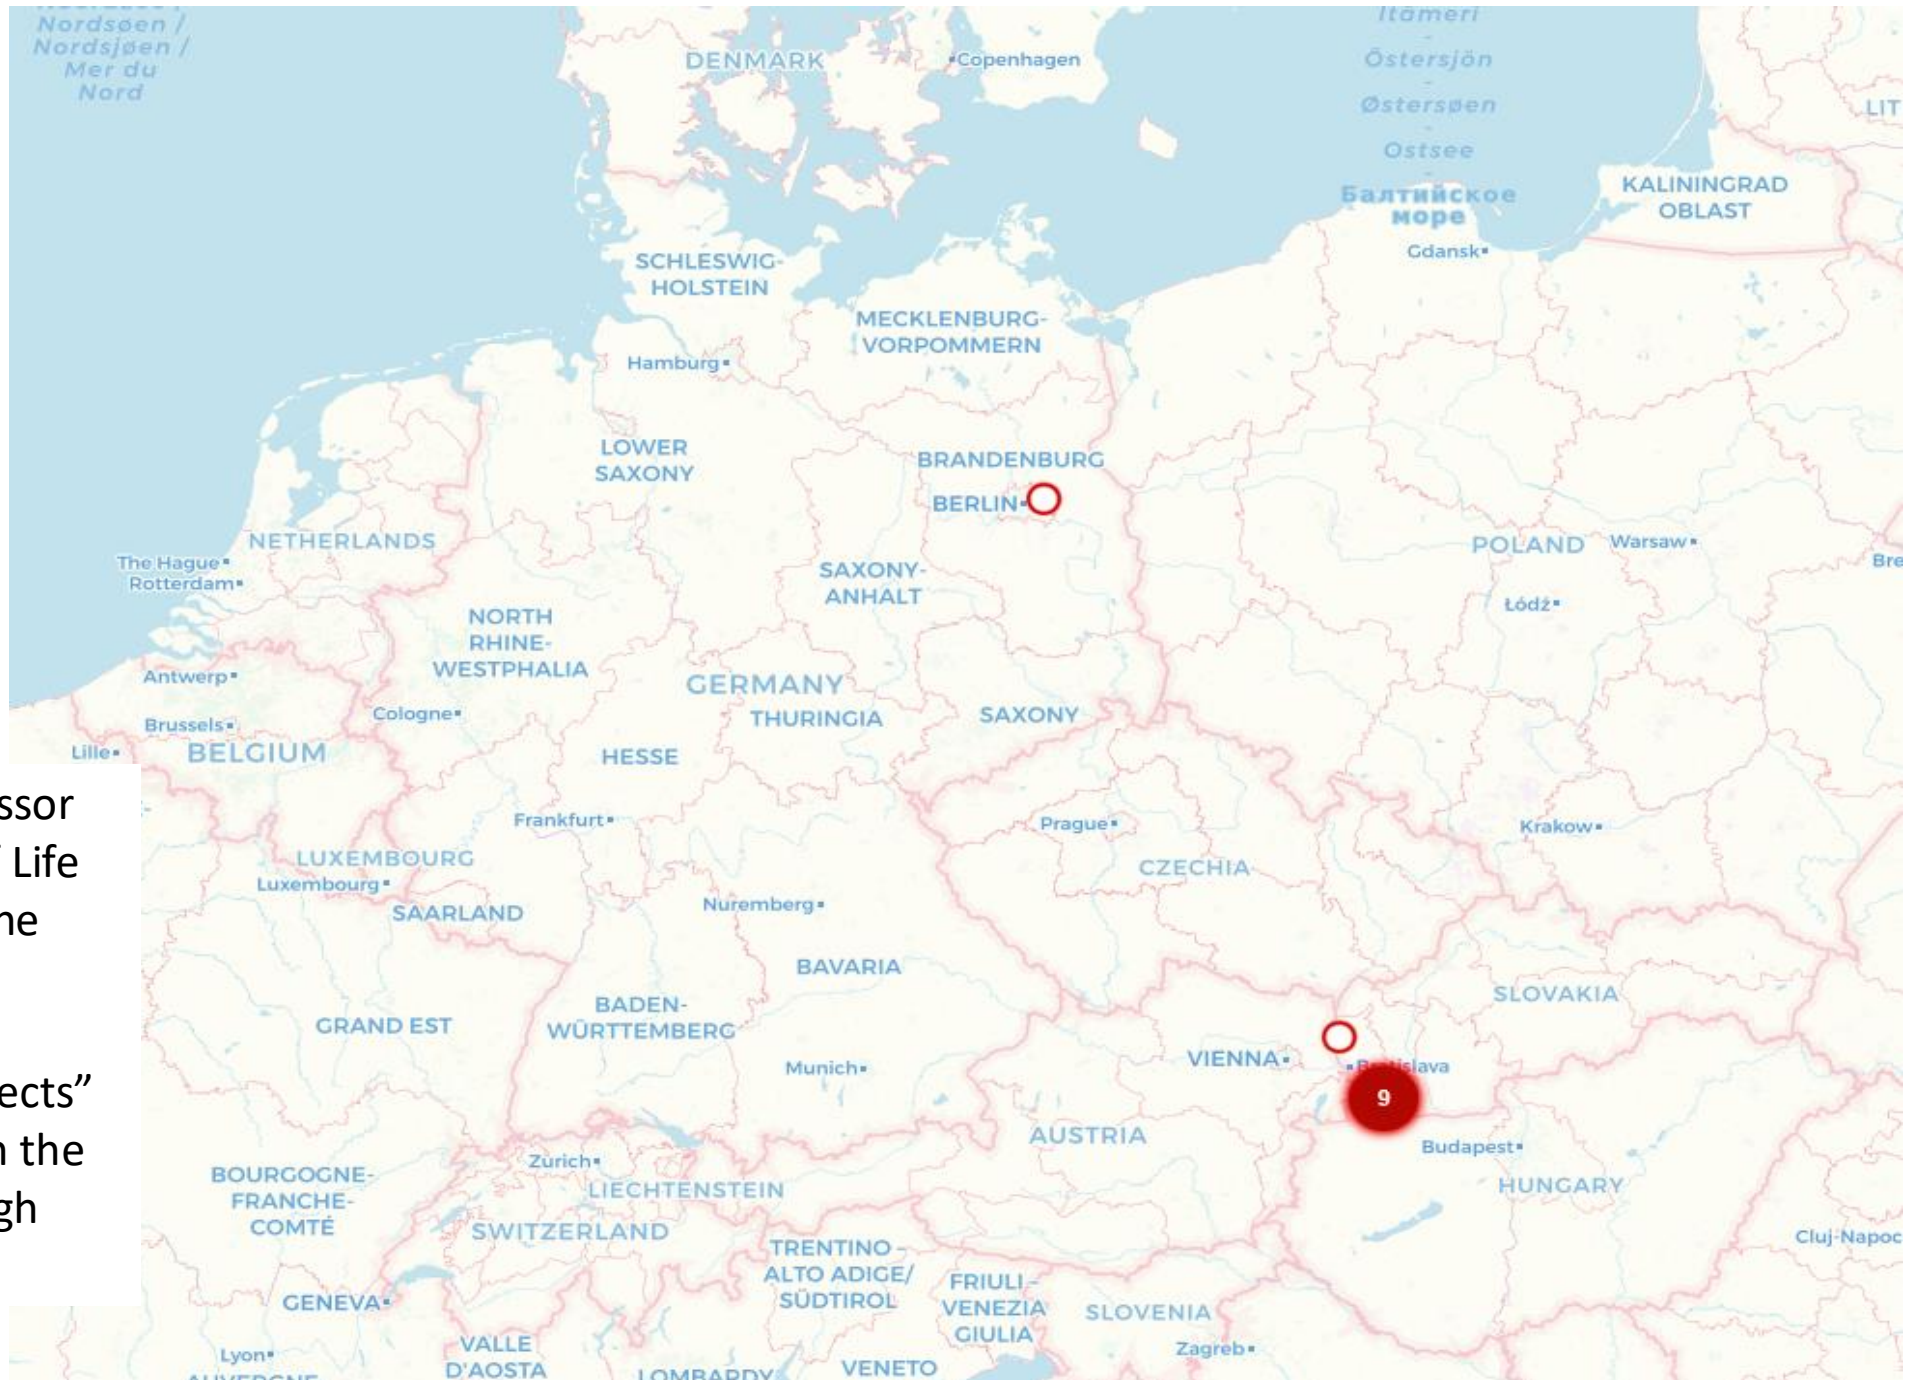 Nordsøen /
Nordsjøen /
Mer du
Nord
DENMARK
Copenhagen
Itämeri
-
Östersjön
-
Østersøen
-
Ostsee
-
Балтийское
море
LIT
KALININGRAD
OBLAST
Gdansk
SCHLESWIG-
HOLSTEIN
MECKLENBURG-
VORPOMMERN
Hamburg
LOWER
SAXONY
BRANDENBURG
BERLIN
NETHERLANDS
The Hague
Rotterdam
SAXONY-
ANHALT
POLAND
Warsaw
Bre
Łódź
NORTH
RHINE-
WESTPHALIA
Antwerp
Brussels
Lille
BELGIUM
Cologne
GERMANY
THURINGIA
SAXONY
HESSE
ssor
Life
ne
ects”
n the
gh
Frankfurt
Prague
CZECHIA
Krakow
LUXEMBOURG
Luxembourg
SAARLAND
Nuremberg
BAVARIA
SLOVAKIA
GRAND EST
BADEN-
WÜRTTEMBERG
Munich
VIENNA
9
AUSTRIA
Budapest
HUNGARY
BOURGOGNE-
FRANCHE-
COMTÉ
Zurich
LIECHTENSTEIN
SWITZERLAND
TRENTINO -
ALTO ADIGE/
SÜDTIROL
FRIULI -
VENEZIA
GIULIA
Cluj-Napoc
GENEVA
SLOVENIA
Zagreb
Lyon
VALLE
D'AOSTA
LOMBARDY
VENETO